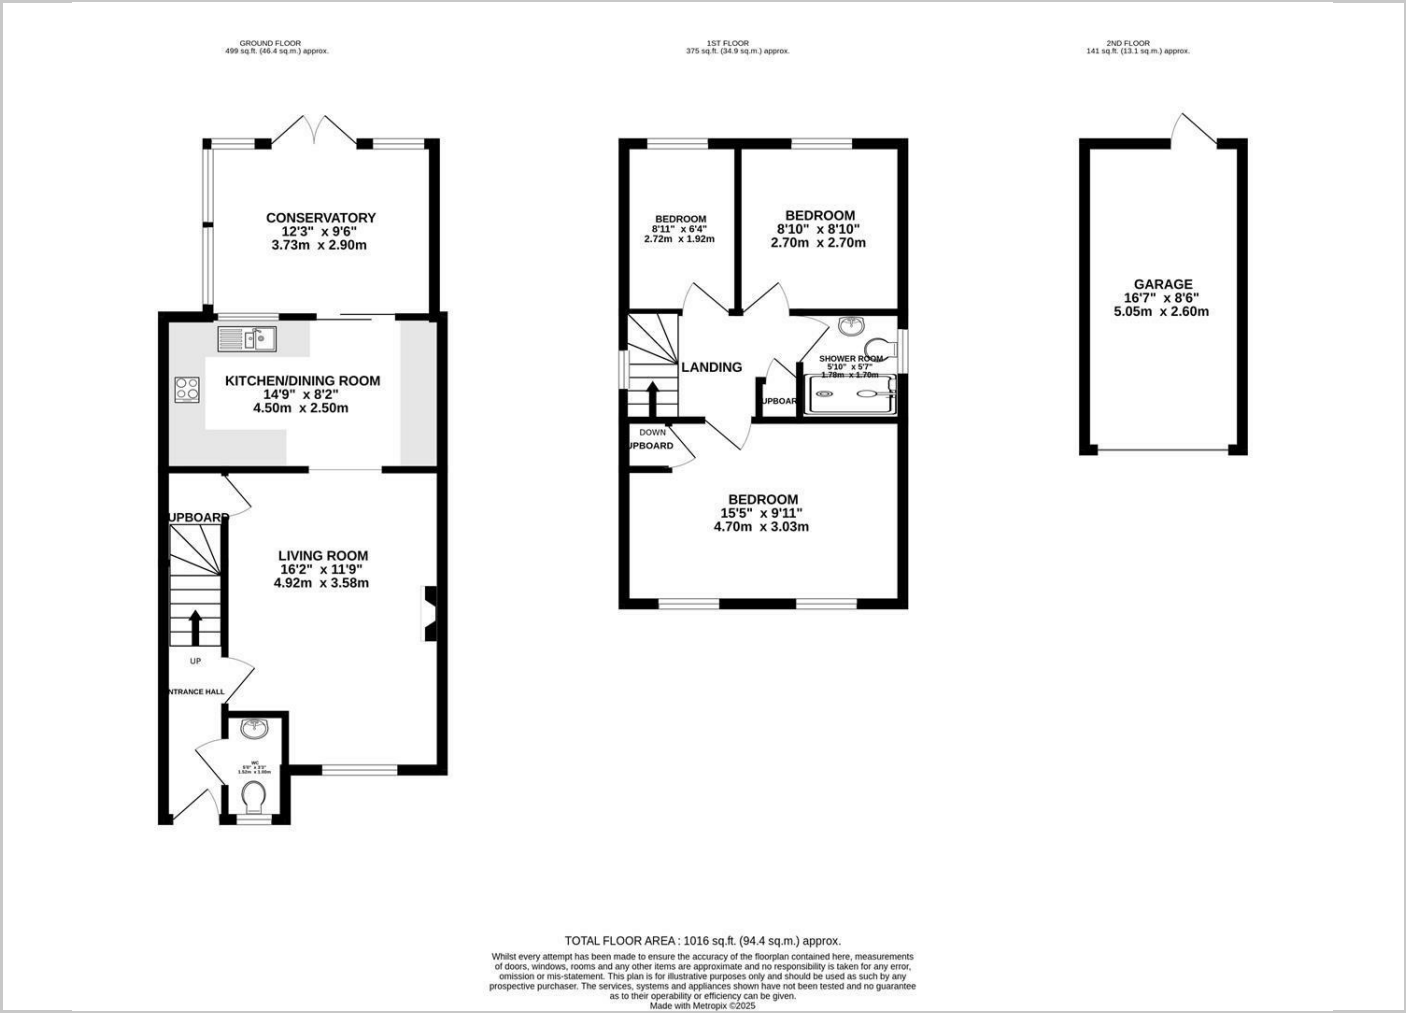 GROUND FLOOR
499 sq.ft. (46.4 sq.m.) approx.
1ST FLOOR
375 sq.ft. (34.9 sq.m.) approx.
2ND FLOOR
141 sq.ft. (13.1 sq.m.) approx.
CONSERVATORY
12'3" x 9'6"
3.73m x 2.90m
KITCHEN/DINING ROOM
14'9" x 8'2"
4.50m x 2.50m
UPBOARD
LIVING ROOM
16'2" x 11'9"
4.92m x 3.58m
UP
NTRANCE HALL
WC
BEDROOM
8'11" x 6'4"
2.72m x 1.92m
BEDROOM
8'10" x 8'10"
2.70m x 2.70m
LANDING
SHOWER ROOM
5'10" x 5'7"
1.78m x 1.70m
UPBOAR
DOWN
UPBOARD
BEDROOM
15'5" x 9'11"
4.70m x 3.03m
GARAGE
16'7" x 8'6"
5.05m x 2.60m
TOTAL FLOOR AREA : 1016 sq.ft. (94.4 sq.m.) approx.
Whilst every attempt has been made to ensure the accuracy of the floorplan contained here, measurements
of doors, windows, rooms and any other items are approximate and no responsibility is taken for any error,
omission or mis-statement. This plan is for illustrative purposes only and should be used as such by any
prospective purchaser. The services, systems and appliances shown have not been tested and no guarantee
as to their operability or efficiency can be given.
Made with Metropix ©2025